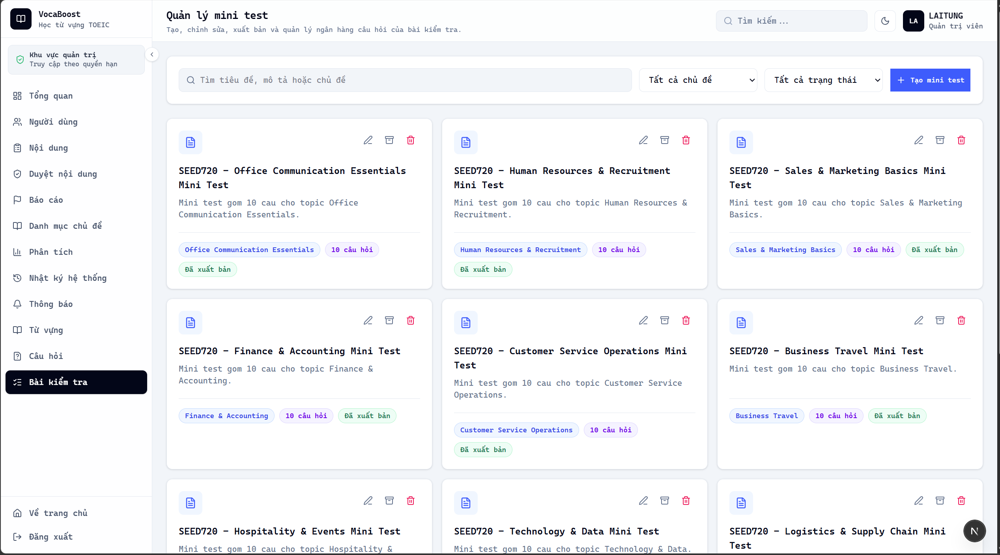 VocaBoost
Học từ vựng TOEIC
Khu vực quản trị
Truy cập theo quyền hạn
Tổng quan
Người dùng
Nội dung
Duyệt nội dung
Báo cáo
Danh mục chủ đề
Phân tích
Nhật ký hệ thống
Thông báo
Từ vựng
Câu hỏi
Bài kiểm tra
Về trang chủ
Đăng xuất
Quản lý mini test
Tạo, chỉnh sửa, xuất bản và quản lý ngân hàng câu hỏi của bài kiểm tra.
Tìm kiếm...
LA
LAITUNG
Quản trị viên
Tìm tiêu đề, mô tả hoặc chủ đề
Tất cả chủ đề
Tất cả trạng thái
Tạo mini test
SEED720 - Office Communication Essentials
Mini Test
Mini test gom 10 cau cho topic Office
Communication Essentials.
Office Communication Essentials
10 câu hỏi
Đã xuất bản
SEED720 - Human Resources & Recruitment
Mini Test
Mini test gom 10 cau cho topic Human Resources &
Recruitment.
Human Resources & Recruitment
10 câu hỏi
Đã xuất bản
SEED720 - Sales & Marketing Basics Mini
Test
Mini test gom 10 cau cho topic Sales & Marketing
Basics.
Sales & Marketing Basics
10 câu hỏi
Đã xuất bản
SEED720 - Finance & Accounting Mini Test
Mini test gom 10 cau cho topic Finance &
Accounting.
Finance & Accounting
10 câu hỏi
Đã xuất bản
SEED720 - Customer Service Operations Mini
Test
Mini test gom 10 cau cho topic Customer Service
Operations.
Customer Service Operations
10 câu hỏi
Đã xuất bản
SEED720 - Business Travel Mini Test
Mini test gom 10 cau cho topic Business Travel.
Business Travel
10 câu hỏi
Đã xuất bản
SEED720 - Hospitality & Events Mini Test
Mini test gom 10 cau cho topic Hospitality &
SEED720 - Technology & Data Mini Test
Mini test gom 10 cau cho topic Technology & Data.
SEED720 - Logistics & Supply Chain Mini
Test
N